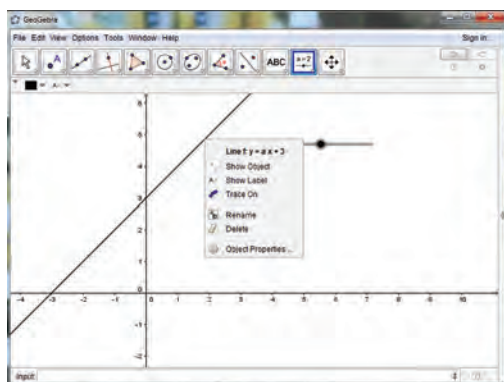 GeoGebra
File Edit View Options Tools Window Help
Sign in...
ABC
a=2
6
5
4
3
2
1
0
-1
-2
-4 -3 -2 -1 0 1 2 3 4 5 6 7 8 9 10
Line f: y = a x + 3
Show Object
Show Label
Trace On
Rename
Delete
Object Properties ...
Input: